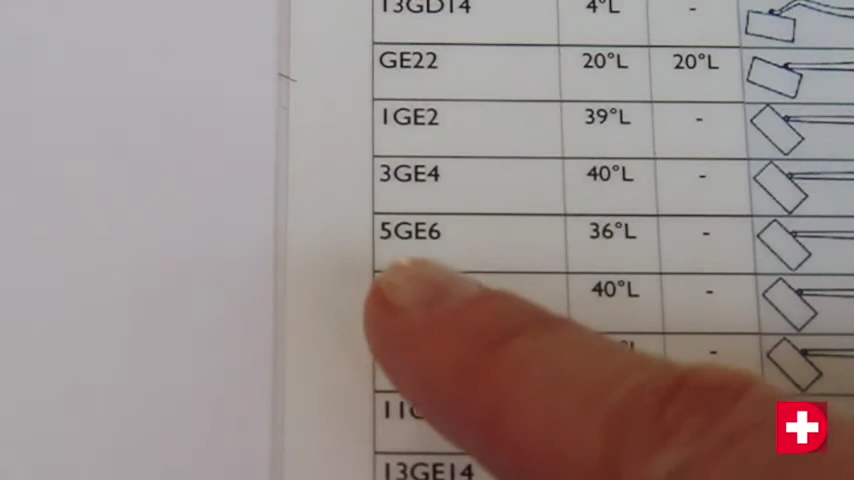 13GD14 4°L -
GE22 20°L 20°L
1GE2 39°L -
3GE4 40°L -
5GE6 36°L -
40°L -
-
13GE14